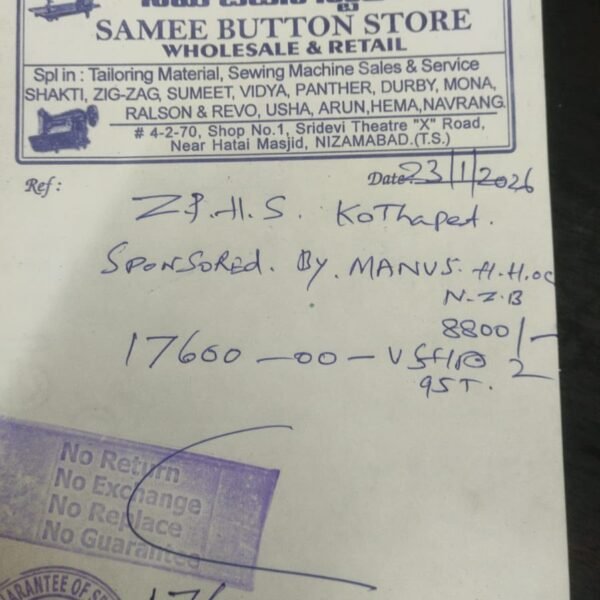 SAMEE BUTTON STORE
WHOLESALE & RETAIL
Spl in : Tailoring Material, Sewing Machine Sales & Service
SHAKTI, ZIG-ZAG, SUMEET, VIDYA, PANTHER, DURBY, MONA,
RALSON & REVO, USHA, ARUN,HEMA,NAVRANG.
# 4-2-70, Shop No.1, Sridevi Theatre "X" Road,
Near Hatai Masjid, NIZAMABAD.(T.S.)
Ref :
Date 23/1/2026
Z.P.H.S. KoThapet.
SPONSORED. By. MANUS. H.H.
N-Z.B
8800/-
17600 -00-
2
No Return
No Exchange
No Replace
No Guarantee